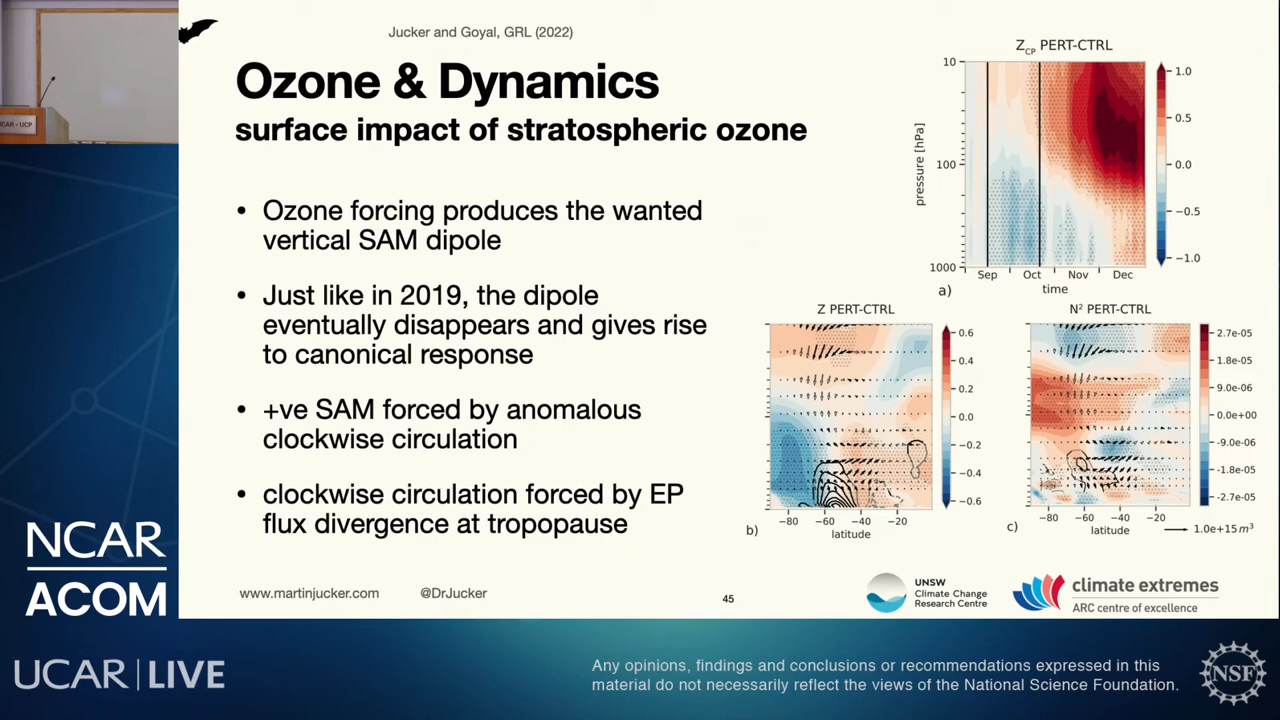 Jucker and Goyal, GRL (2022)
Ozone & Dynamics
surface impact of stratospheric ozone
• Ozone forcing produces the wanted
vertical SAM dipole
• Just like in 2019, the dipole
eventually disappears and gives rise
to canonical response
• +ve SAM forced by anomalous
clockwise circulation
• clockwise circulation forced by EP
flux divergence at tropopause
Z_CP PERT-CTRL
10
100
1000
pressure [hPa]
Sep Oct Nov Dec
time
a)
1.0
0.5
0.0
−0.5
−1.0
Z PERT-CTRL
0.6
0.4
0.2
0.0
−0.2
−0.4
−0.6
−80 −60 −40 −20
latitude
b)
N² PERT-CTRL
2.7e-05
1.8e-05
9.0e-06
0.0e+00
-9.0e-06
-1.8e-05
-2.7e-05
−80 −60 −40 −20
latitude
c)
1.0e+15 m³
www.martinjucker.com @DrJucker
45
UNSW
Climate Change
Research Centre
climate extremes
ARC centre of excellence
NCAR - UCP
NCAR
ACOM
UCAR | LIVE
Any opinions, findings and conclusions or recommendations expressed in this
material do not necessarily reflect the views of the National Science Foundation.
NSF